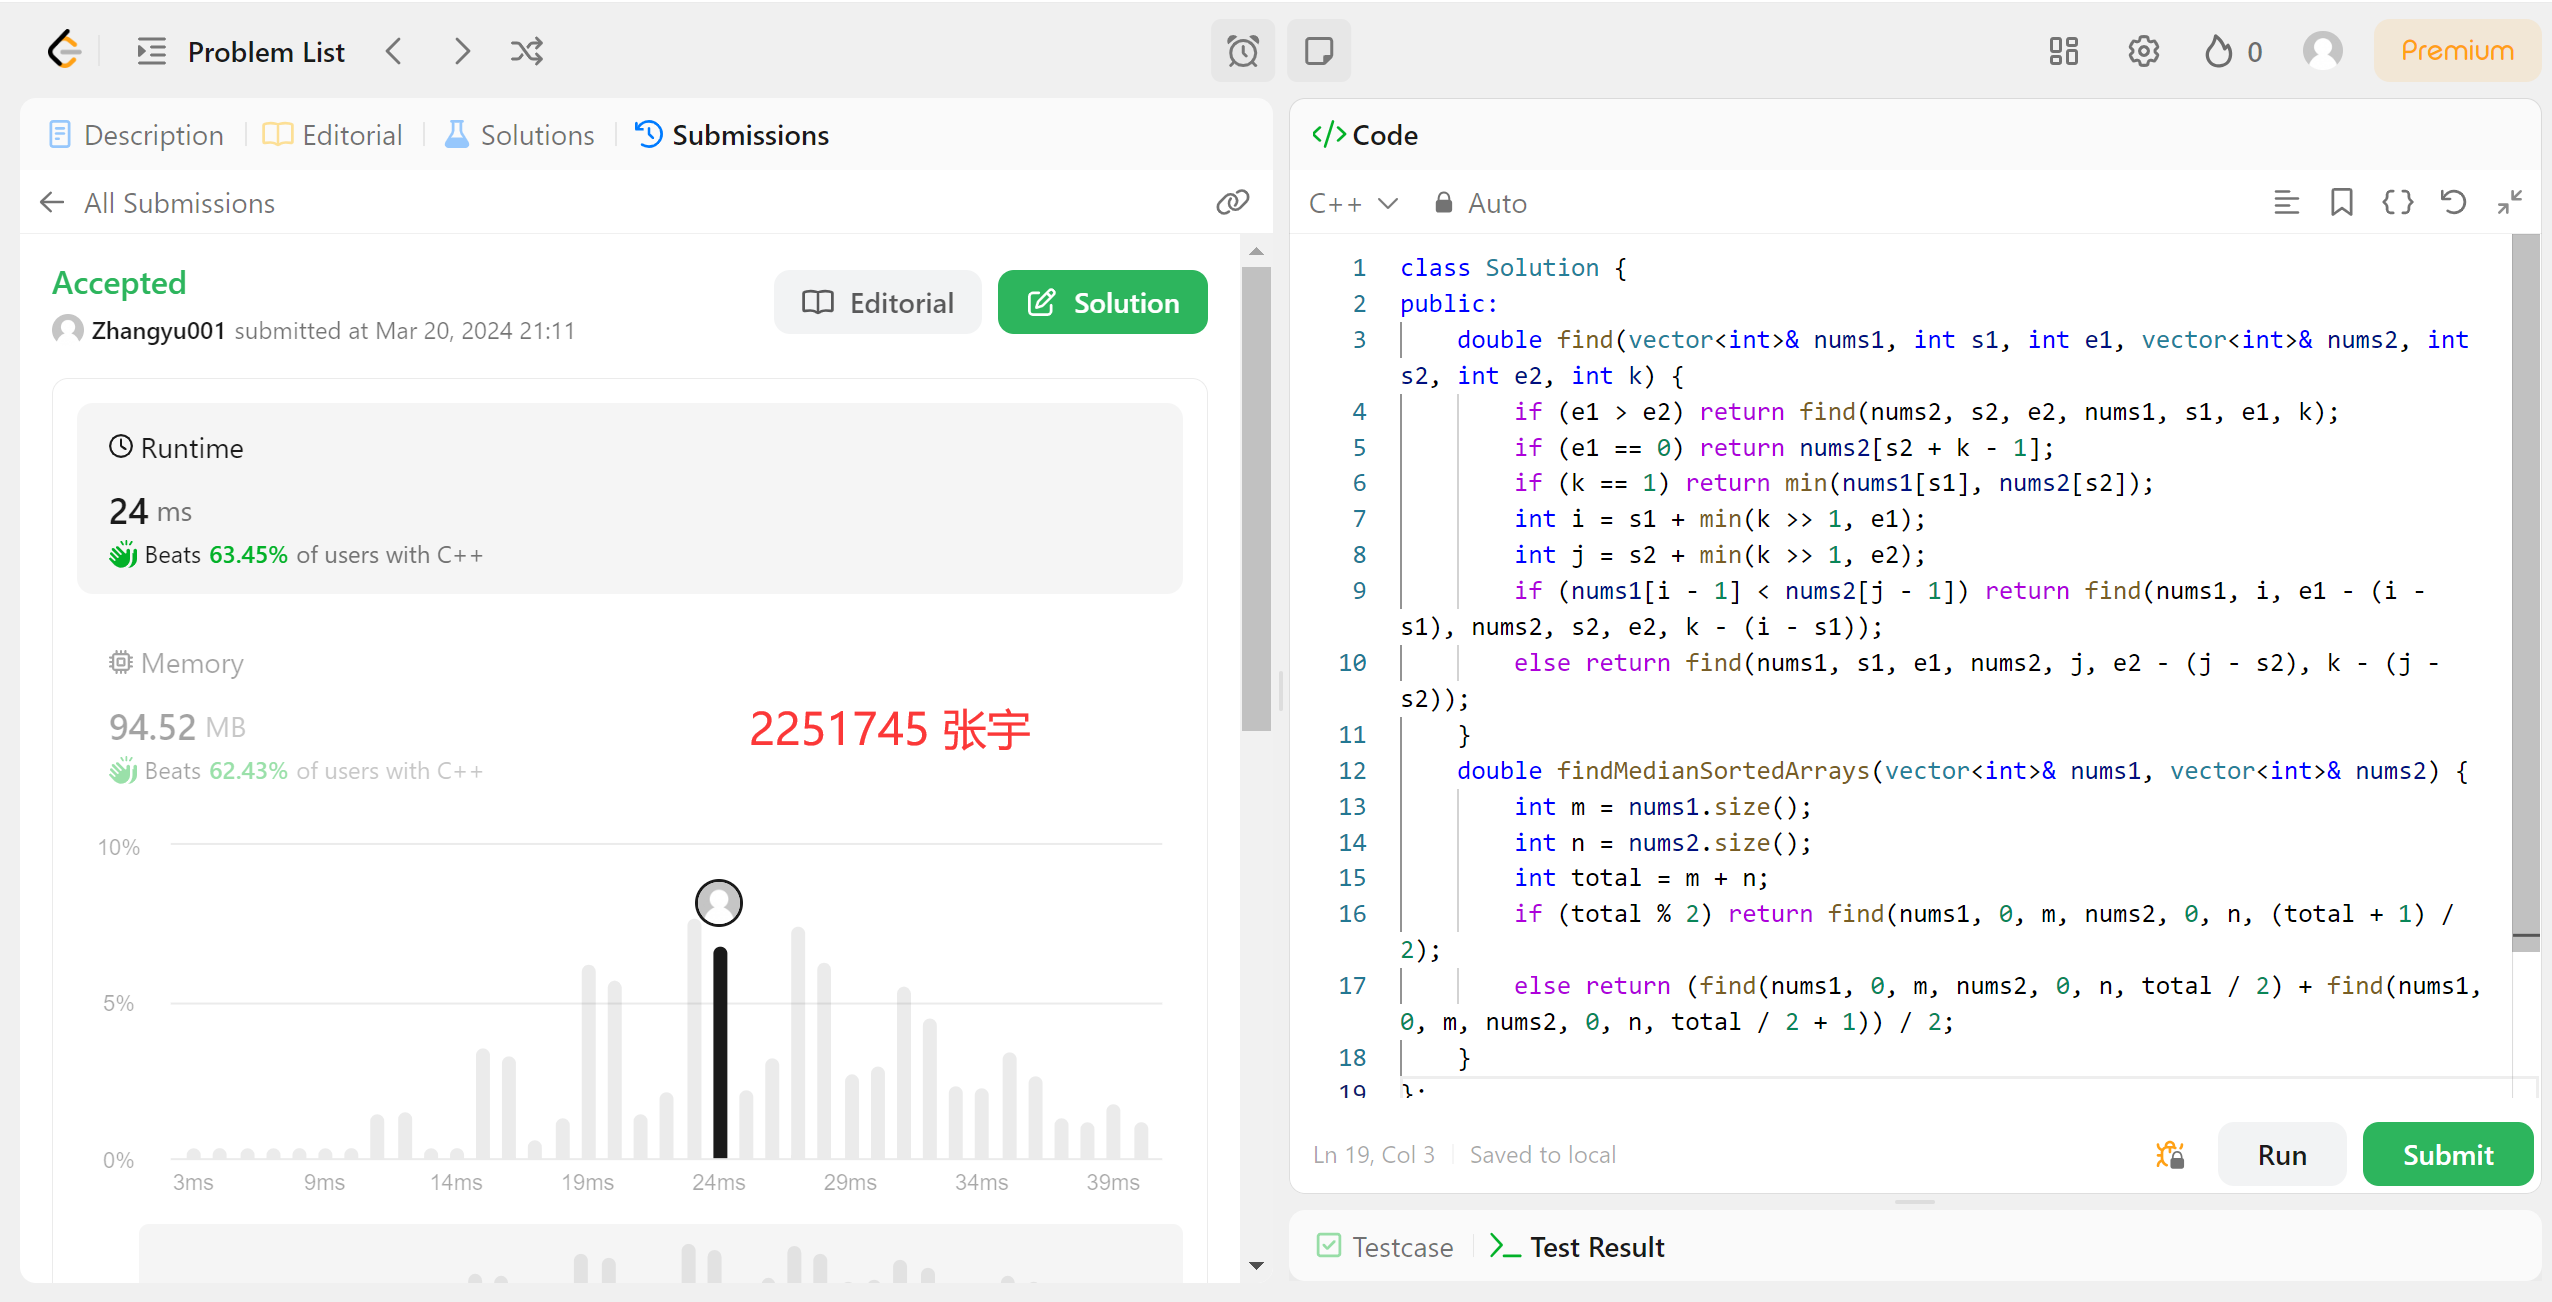 Problem List
0
Premium
Description
Editorial
Solutions
Submissions
All Submissions
Accepted
Zhangyu001 submitted at Mar 20, 2024 21:11
Editorial
Solution
Runtime
24 ms
Beats 63.45% of users with C++
Memory
94.52 MB
Beats 62.43% of users with C++
2251745 张宇
10%
5%
0%
3ms 9ms 14ms 19ms 24ms 29ms 34ms 39ms
</> Code
C++
Auto
1 class Solution {
2 public:
3 double find(vector<int>& nums1, int s1, int e1, vector<int>& nums2, int
s2, int e2, int k) {
4 if (e1 > e2) return find(nums2, s2, e2, nums1, s1, e1, k);
5 if (e1 == 0) return nums2[s2 + k - 1];
6 if (k == 1) return min(nums1[s1], nums2[s2]);
7 int i = s1 + min(k >> 1, e1);
8 int j = s2 + min(k >> 1, e2);
9 if (nums1[i - 1] < nums2[j - 1]) return find(nums1, i, e1 - (i -
s1), nums2, s2, e2, k - (i - s1));
10 else return find(nums1, s1, e1, nums2, j, e2 - (j - s2), k - (j -
s2));
11 }
12 double findMedianSortedArrays(vector<int>& nums1, vector<int>& nums2) {
13 int m = nums1.size();
14 int n = nums2.size();
15 int total = m + n;
16 if (total % 2) return find(nums1, 0, m, nums2, 0, n, (total + 1) /
2);
17 else return (find(nums1, 0, m, nums2, 0, n, total / 2) + find(nums1,
0, m, nums2, 0, n, total / 2 + 1)) / 2;
18 }
19 };
Ln 19, Col 3
Saved to local
Run
Submit
Testcase
Test Result